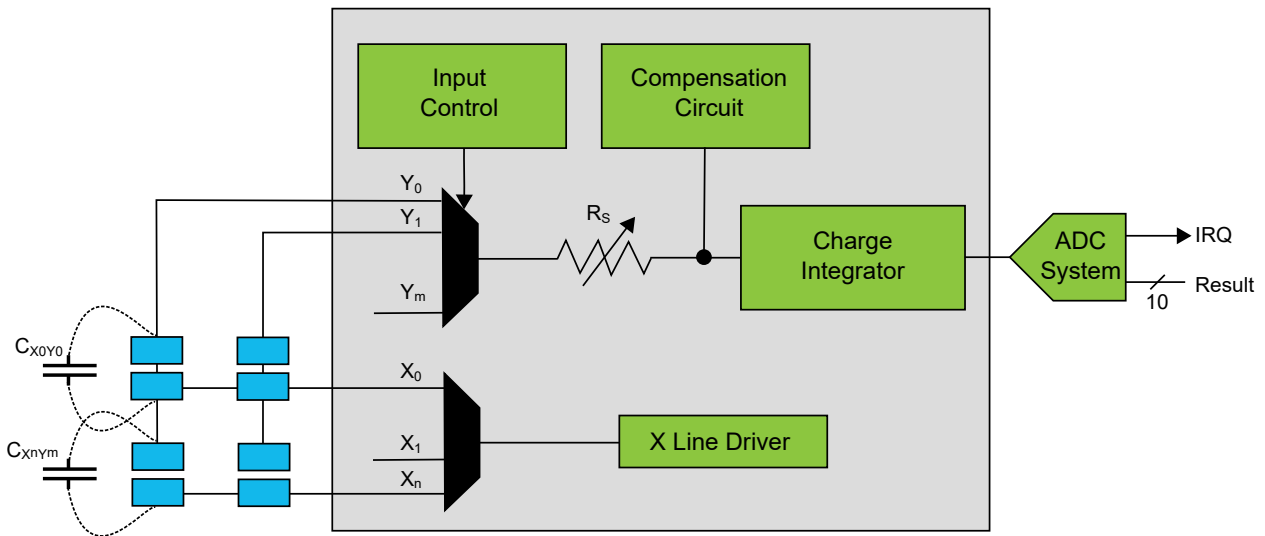 Input
Control
Compensation
Circuit
Y0
Y1
RS
Charge
Integrator
ADC
System
IRQ
Result
10
Ym
CX0Y0
X0
X Line Driver
X1
CXnYm
Xn